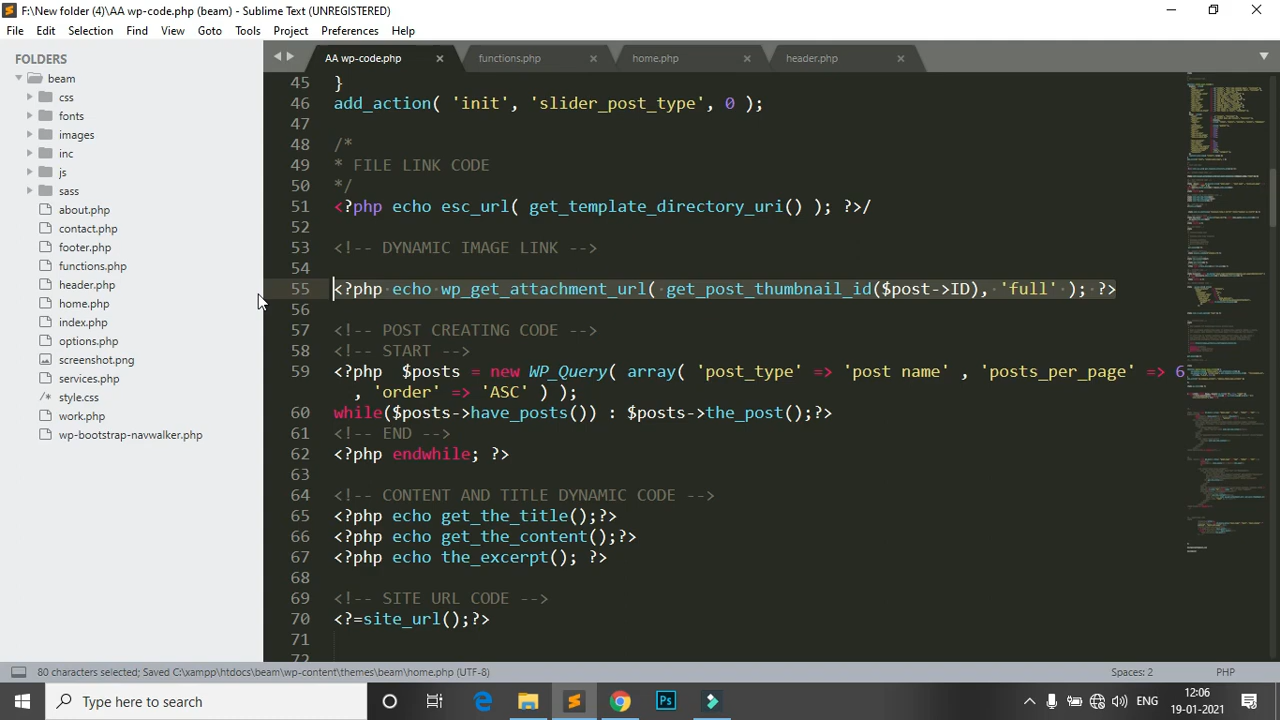 F:\New folder (4)\AA wp-code.php (beam) - Sublime Text (UNREGISTERED)
File Edit Selection Find View Goto Tools Project Preferences Help
FOLDERS
beam
css
fonts
images
inc
js
sass
about.php
contact.php
footer.php
functions.php
header.php
home.php
index.php
options.php
screenshot.png
services.php
style.css
work.php
wp-bootstrap-navwalker.php
AA wp-code.php functions.php home.php header.php
45 }
46 add_action( 'init', 'slider_post_type', 0 );
47
48 /*
49 * FILE LINK CODE
50 */
51 <?php echo esc_url( get_template_directory_uri() ); ?>/
52
53 <!-- DYNAMIC IMAGE LINK -->
54
55 <?php echo wp_get_attachment_url( get_post_thumbnail_id($post->ID), 'full' ); ?>
56
57 <!-- POST CREATING CODE -->
58 <!-- START -->
59 <?php $posts = new WP_Query( array( 'post_type' => 'post name' , 'posts_per_page' => 6
, 'order' => 'ASC' ) );
60 while($posts->have_posts()) : $posts->the_post();?>
61 <!-- END -->
62 <?php endwhile; ?>
63
64 <!-- CONTENT AND TITLE DYNAMIC CODE -->
65 <?php echo get_the_title();?>
66 <?php echo get_the_content();?>
67 <?php echo the_excerpt(); ?>
68
69 <!-- SITE URL CODE -->
70 <?=site_url();?>
71
72
80 characters selected; Saved C:\xampp\htdocs\beam\wp-content\themes\beam\home.php (UTF-8)
Spaces: 2 PHP
Type here to search
ENG
12:06
19-01-2021